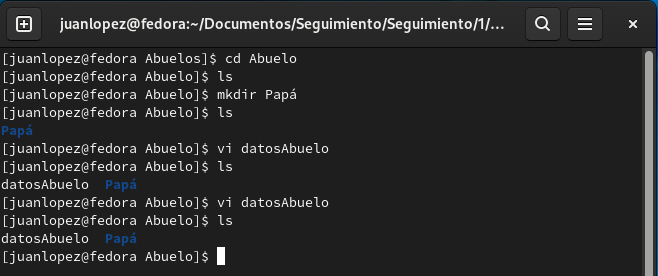 juanlopez@fedora:~/Documentos/Seguimiento/Seguimiento/1/...
[juanlopez@fedora Abuelos]$ cd Abuelo
[juanlopez@fedora Abuelo]$ ls
[juanlopez@fedora Abuelo]$ mkdir Papá
[juanlopez@fedora Abuelo]$ ls
Papá
[juanlopez@fedora Abuelo]$ vi datosAbuelo
[juanlopez@fedora Abuelo]$ ls
datosAbuelo  Papá
[juanlopez@fedora Abuelo]$ vi datosAbuelo
[juanlopez@fedora Abuelo]$ ls
datosAbuelo  Papá
[juanlopez@fedora Abuelo]$